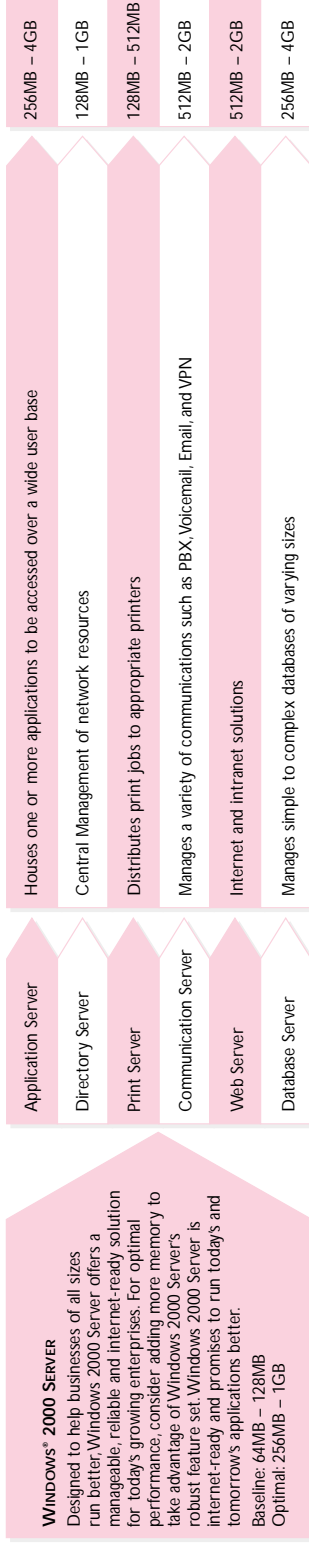 WINDOWS® 2000 SERVER
Designed to help businesses of all sizes
run better,Windows 2000 Server offers a
manageable, reliable and internet-ready solution
for today's growing enterprises. For optimal
performance, consider adding more memory to
take advantage of Windows 2000 Server's
robust feature set.Windows 2000 Server is
internet-ready and promises to run today's and
tomorrow's applications better.
Baseline: 64MB – 128MB
Optimal: 256MB – 1GB
Application Server
Houses one or more applications to be accessed over a wide user base
256MB – 4GB
Directory Server
Central Management of network resources
128MB – 1GB
Print Server
Distributes print jobs to appropriate printers
128MB – 512MB
Communication Server
Manages a variety of communications such as PBX,Voicemail, Email, and VPN
512MB – 2GB
Web Server
Internet and intranet solutions
512MB – 2GB
Database Server
Manages simple to complex databases of varying sizes
256MB – 4GB